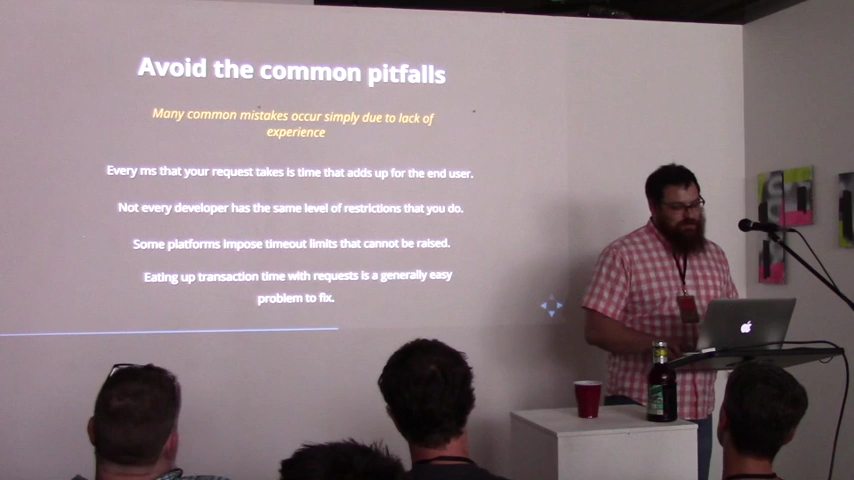 Avoid the common pitfalls
Many common mistakes occur simply due to lack of
experience
Every ms that your request takes is time that adds up for the end user.
Not every developer has the same level of restrictions that you do.
Some platforms impose timeout limits that cannot be raised.
Eating up transaction time with requests is a generally easy
problem to fix.